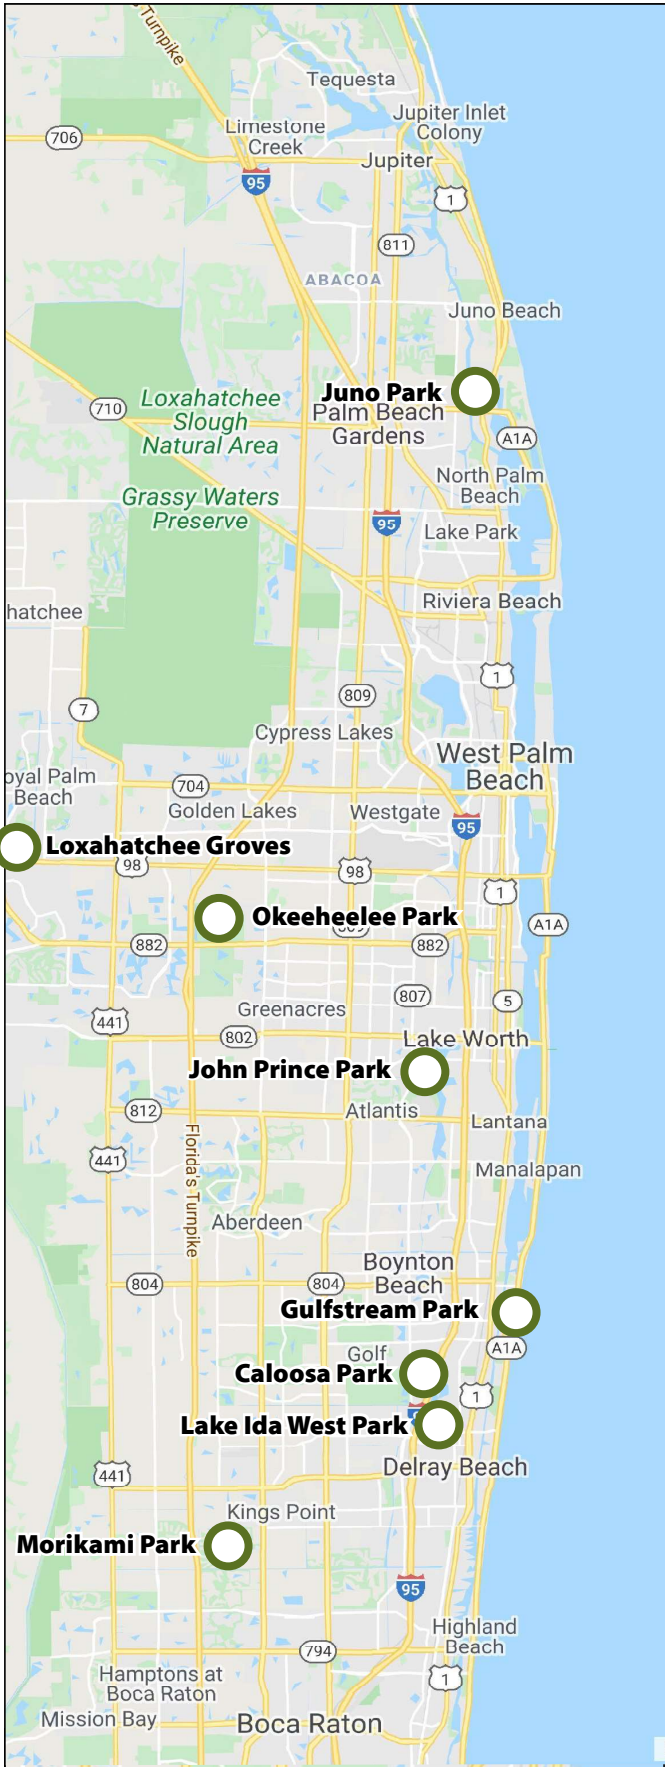 Turnpike
Tequesta
Jupiter Inlet
Colony
Limestone
Creek
706
Jupiter
95
1
811
ABACOA
Juno Beach
Juno Park
Loxahatchee
Slough
Natural Area
710
Palm Beach
Gardens
A1A
North Palm
Beach
Grassy Waters
Preserve
95
Lake Park
Riviera Beach
hatchee
1
809
7
Cypress Lakes
West Palm
Beach
oyal Palm
Beach
704
Golden Lakes
Westgate
95
Loxahatchee Groves
98
98
1
Okeeheelee Park
809
A1A
882
882
807
5
Greenacres
441
802
Lake Worth
John Prince Park
812
Atlantis
Lantana
441
Florida's Turnpike
Manalapan
Aberdeen
Boynton
Beach
804
804
Gulfstream Park
A1A
Golf
Caloosa Park
1
Lake Ida West Park
441
Delray Beach
Kings Point
Morikami Park
95
Highland
Beach
794
Hamptons at
Boca Raton
1
Mission Bay
Boca Raton